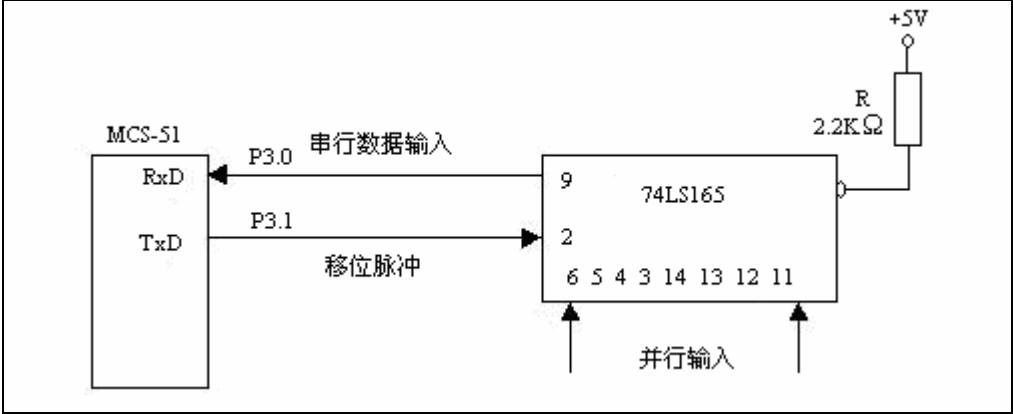 +5V
R
2.2KΩ
MCS-51
串行数据输入
P3.0
RxD
9
74LS165
P3.1
TxD
2
移位脉冲
6 5 4 3 14 13 12 11
并行输入